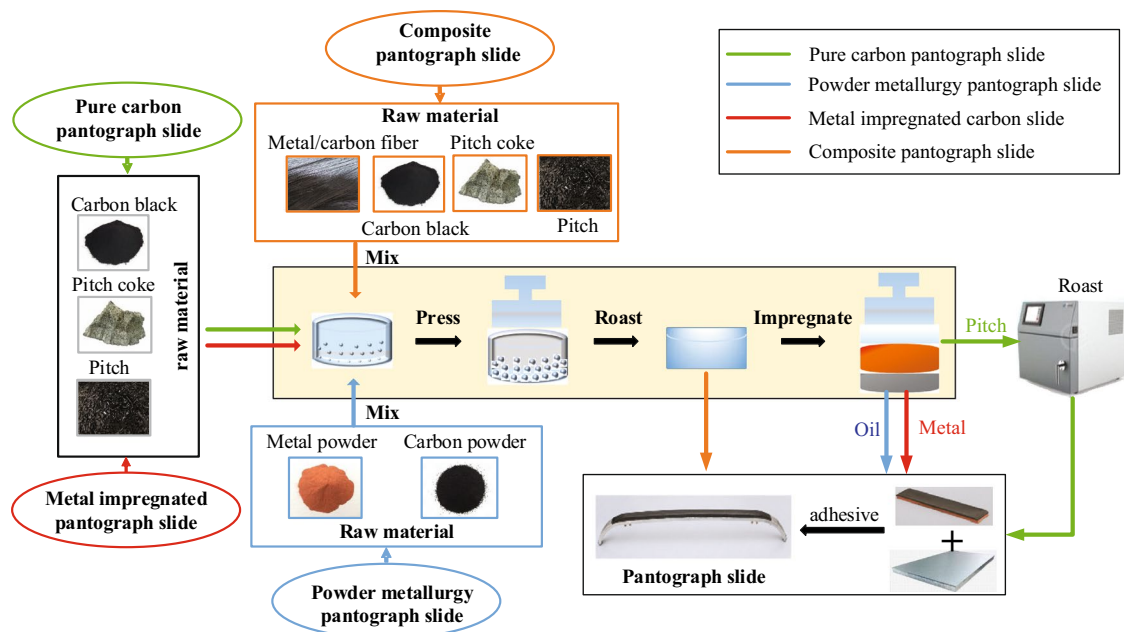 Composite
pantograph slide
Pure carbon
pantograph slide
Raw material
Metal/carbon fiber
Pitch coke
Carbon black
Pitch
Pure carbon pantograph slide
Powder metallurgy pantograph slide
Metal impregnated carbon slide
Composite pantograph slide
Carbon black
Pitch coke
Pitch
raw material
Mix
Press
Roast
Impregnate
Pitch
Roast
Mix
Oil
Metal
Metal powder
Carbon powder
Raw material
Metal impregnated
pantograph slide
Powder metallurgy
pantograph slide
adhesive
Pantograph slide